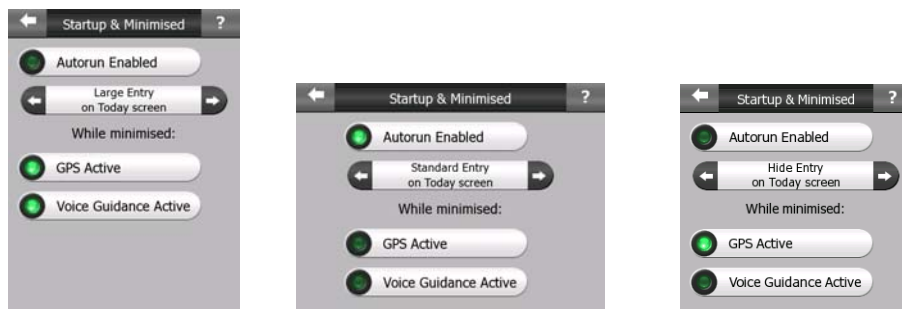 Startup & Minimised ?
Autorun Enabled
Large Entry
on Today screen
While minimised:
GPS Active
Voice Guidance Active
Startup & Minimised ?
Autorun Enabled
Standard Entry
on Today screen
While minimised:
GPS Active
Voice Guidance Active
Startup & Minimised ?
Autorun Enabled
Hide Entry
on Today screen
While minimised:
GPS Active
Voice Guidance Active